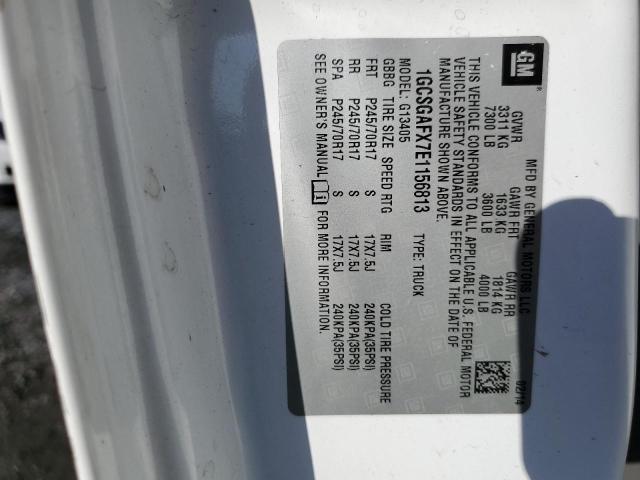 GM
MFD BY GENERAL MOTORS LLC 02/14
GVWR GAWR FRT GAWR RR
3311 KG 1633 KG 1814 KG
7300 LB 3600 LB 4000 LB
THIS VEHICLE CONFORMS TO ALL APPLICABLE U.S. FEDERAL MOTOR
VEHICLE SAFETY STANDARDS IN EFFECT ON THE DATE OF
MANUFACTURE SHOWN ABOVE.
1GCSGAFX7E1156813 TYPE: TRUCK
MODEL: G13405
GBBG TIRE SIZE SPEED RTG RIM COLD TIRE PRESSURE
FRT P245/70R17 S 17X7.5J 240KPA(35PSI)
RR P245/70R17 S 17X7.5J 240KPA(35PSI)
SPA P245/70R17 S 17X7.5J 240KPA(35PSI)
SEE OWNER'S MANUAL FOR MORE INFORMATION.